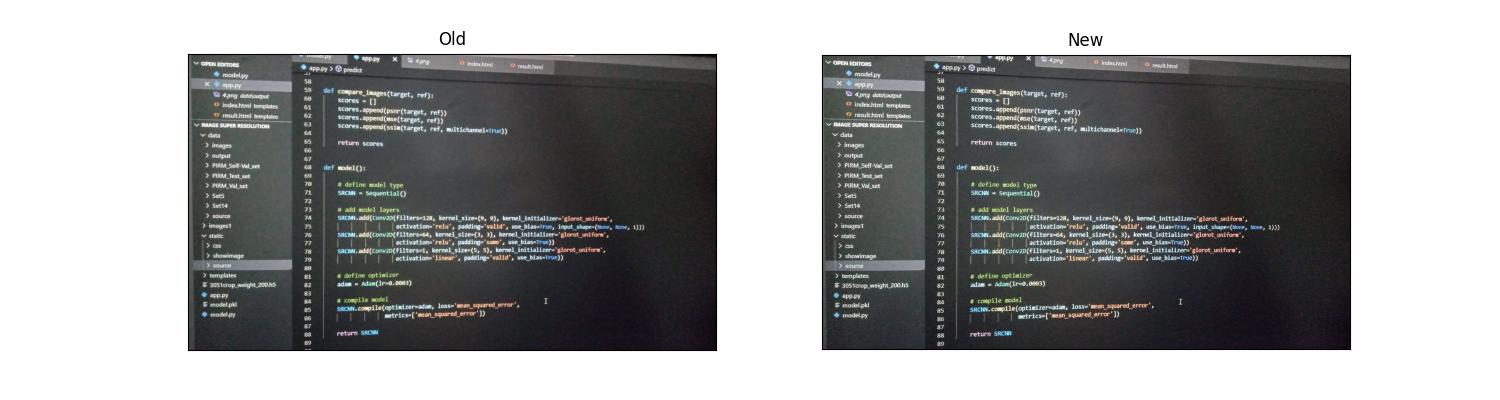 Old
app.py 4.png index.html result.html
app.py > predict
OPEN EDITORS
model.py
app.py
4.png data\output
index.html templates
result.html templates
IMAGE SUPER RESOLUTION
data
images
output
PIRM_Self-Val_set
PIRM_Test_set
PIRM_Val_set
Set5
Set14
source
images1
static
css
showimage
source
templates
3051crop_weight_200.h5
app.py
model.pkl
model.py
58
59 def compare_images(target, ref):
60 scores = []
61 scores.append(psnr(target, ref))
62 scores.append(mse(target, ref))
63 scores.append(ssim(target, ref, multichannel=True))
64
65 return scores
66
67
68 def model():
69
70 # define model type
71 SRCNN = Sequential()
72
73 # add model layers
74 SRCNN.add(Conv2D(filters=128, kernel_size=(9, 9), kernel_initializer='glorot_uniform',
75 activation='relu', padding='valid', use_bias=True, input_shape=(None, None, 1)))
76 SRCNN.add(Conv2D(filters=64, kernel_size=(3, 3), kernel_initializer='glorot_uniform',
77 activation='relu', padding='same', use_bias=True))
78 SRCNN.add(Conv2D(filters=1, kernel_size=(5, 5), kernel_initializer='glorot_uniform',
79 activation='linear', padding='valid', use_bias=True))
80
81 # define optimizer
82 adam = Adam(lr=0.0003)
83
84 # compile model
85 SRCNN.compile(optimizer=adam, loss='mean_squared_error',
86 metrics=['mean_squared_error'])
87
88 return SRCNN
New
app.py 4.png index.html result.html
app.py > predict
OPEN EDITORS
model.py
app.py
4.png data\output
index.html templates
result.html templates
IMAGE SUPER RESOLUTION
data
images
output
PIRM_Self-Val_set
PIRM_Test_set
PIRM_Val_set
Set5
Set14
source
images1
static
css
showimage
source
templates
3051crop_weight_200.h5
app.py
model.pkl
model.py
58
59 def compare_images(target, ref):
60 scores = []
61 scores.append(psnr(target, ref))
62 scores.append(mse(target, ref))
63 scores.append(ssim(target, ref, multichannel=True))
64
65 return scores
66
67
68 def model():
69
70 # define model type
71 SRCNN = Sequential()
72
73 # add model layers
74 SRCNN.add(Conv2D(filters=128, kernel_size=(9, 9), kernel_initializer='glorot_uniform',
75 activation='relu', padding='valid', use_bias=True, input_shape=(None, None, 1)))
76 SRCNN.add(Conv2D(filters=64, kernel_size=(3, 3), kernel_initializer='glorot_uniform',
77 activation='relu', padding='same', use_bias=True))
78 SRCNN.add(Conv2D(filters=1, kernel_size=(5, 5), kernel_initializer='glorot_uniform',
79 activation='linear', padding='valid', use_bias=True))
80
81 # define optimizer
82 adam = Adam(lr=0.0003)
83
84 # compile model
85 SRCNN.compile(optimizer=adam, loss='mean_squared_error',
86 metrics=['mean_squared_error'])
87
88 return SRCNN
89